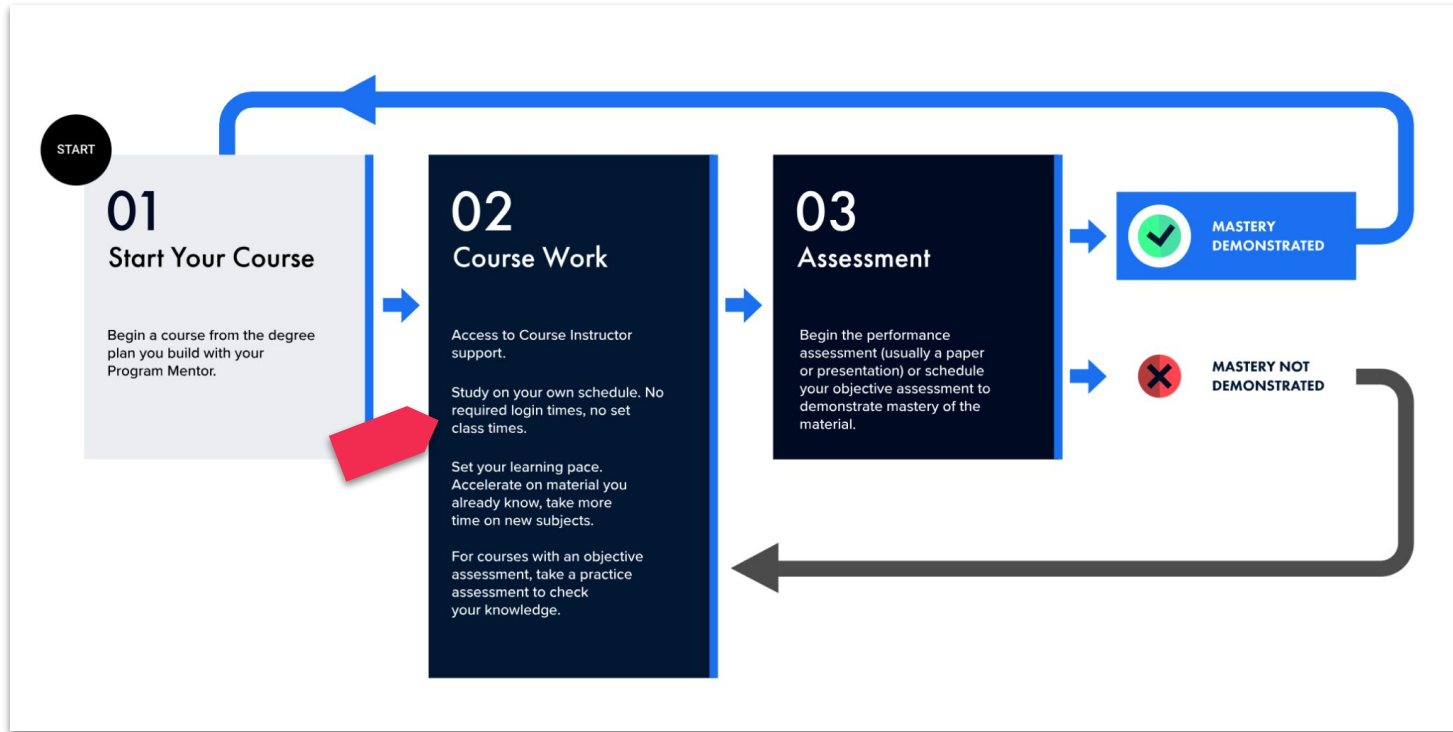 START
01
Start Your Course
Begin a course from the degree
plan you build with your
Program Mentor.
02
Course Work
Access to Course Instructor
support.
Study on your own schedule. No
required login times, no set
class times.
Set your learning pace.
Accelerate on material you
already know, take more
time on new subjects.
For courses with an objective
assessment, take a practice
assessment to check
your knowledge.
03
Assessment
Begin the performance
assessment (usually a paper
or presentation) or schedule
your objective assessment to
demonstrate mastery of the
material.
MASTERY
DEMONSTRATED
MASTERY NOT
DEMONSTRATED